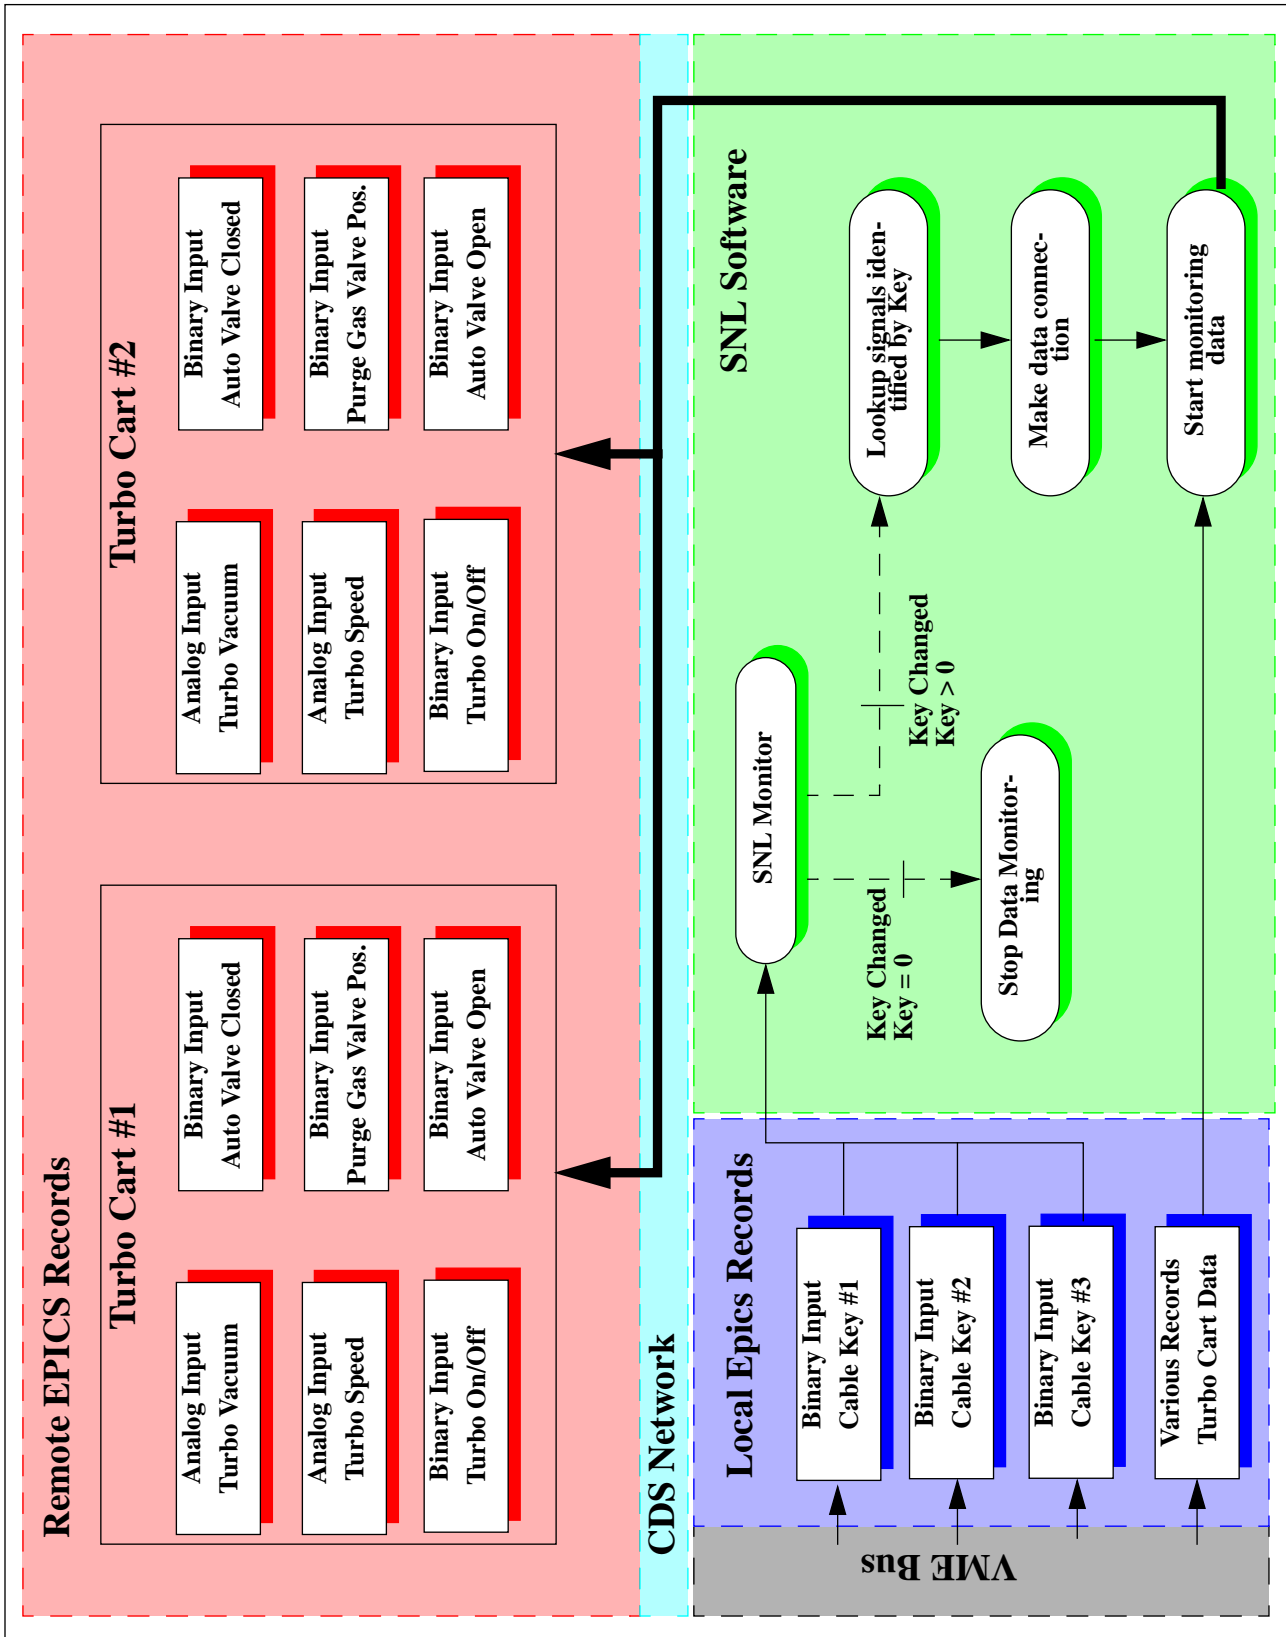 Remote EPICS Records
Turbo Cart #1
Analog Input
Turbo Vacuum
Binary Input
Auto Valve Closed
Analog Input
Turbo Speed
Binary Input
Purge Gas Valve Pos.
Binary Input
Turbo On/Off
Binary Input
Auto Valve Open
Turbo Cart #2
Analog Input
Turbo Vacuum
Binary Input
Auto Valve Closed
Analog Input
Turbo Speed
Binary Input
Purge Gas Valve Pos.
Binary Input
Turbo On/Off
Binary Input
Auto Valve Open
CDS Network
VME Bus
Local Epics Records
Binary Input
Cable Key #1
Binary Input
Cable Key #2
Binary Input
Cable Key #3
Various Records
Turbo Cart Data
SNL Software
SNL Monitor
Key Changed
Key = 0
Stop Data Monitor-
ing
Key Changed
Key > 0
Lookup signals iden-
tified by Key
Make data connec-
tion
Start monitoring
data